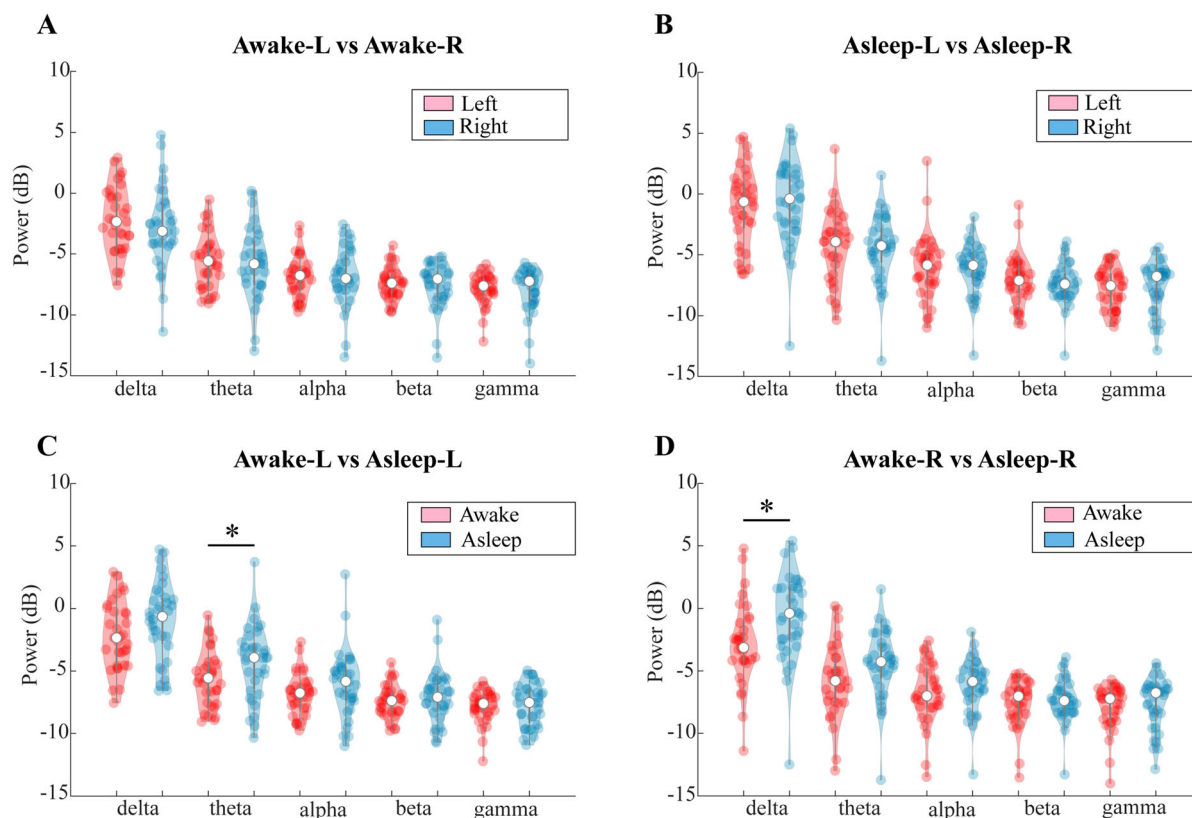 A
Awake-L vs Awake-R
10
5
0
-5
-10
-15
Power (dB)
Left
Right
delta theta alpha beta gamma
B
Asleep-L vs Asleep-R
10
5
0
-5
-10
-15
Power (dB)
Left
Right
delta theta alpha beta gamma
C
Awake-L vs Asleep-L
10
5
0
-5
-10
-15
Power (dB)
Awake
Asleep
*
delta theta alpha beta gamma
D
Awake-R vs Asleep-R
10
5
0
-5
-10
-15
Power (dB)
Awake
Asleep
*
delta theta alpha beta gamma